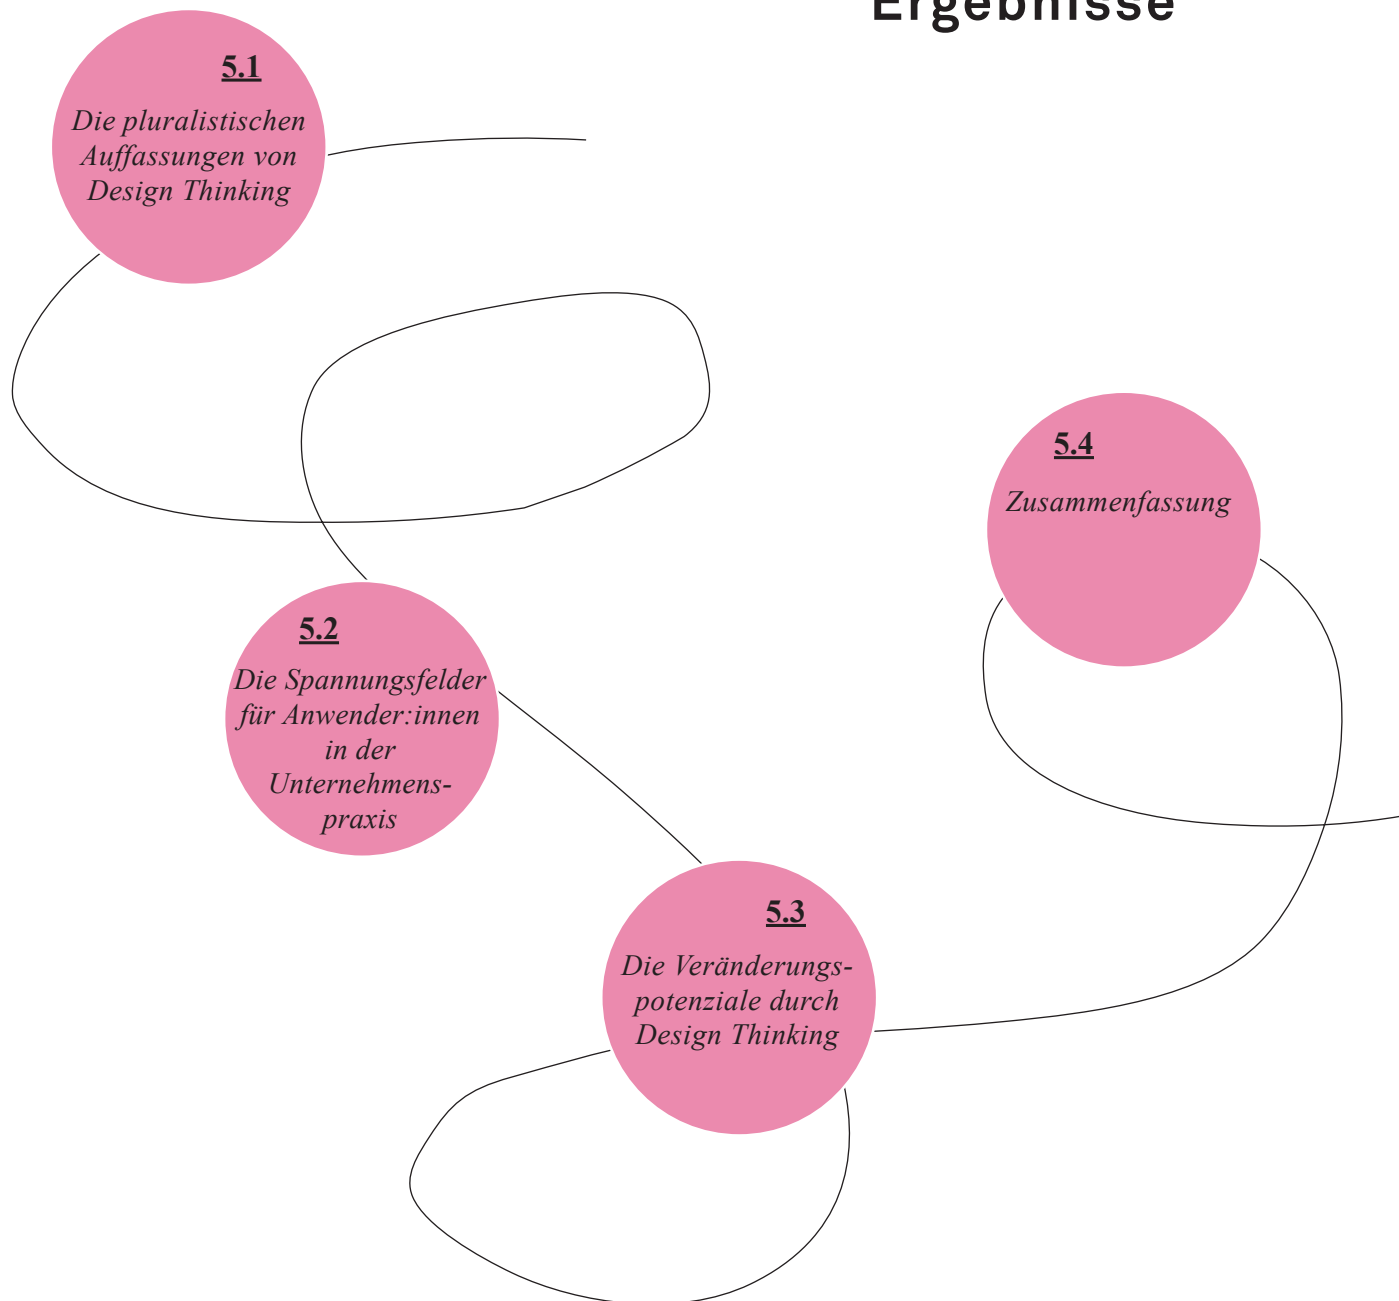 Ergebnisse
5.1
Die pluralistischen
Auffassungen von
Design Thinking
5.2
Die Spannungsfelder
für Anwender:innen
in der
Unternehmens-
praxis
5.3
Die Veränderungs-
potenziale durch
Design Thinking
5.4
Zusammenfassung